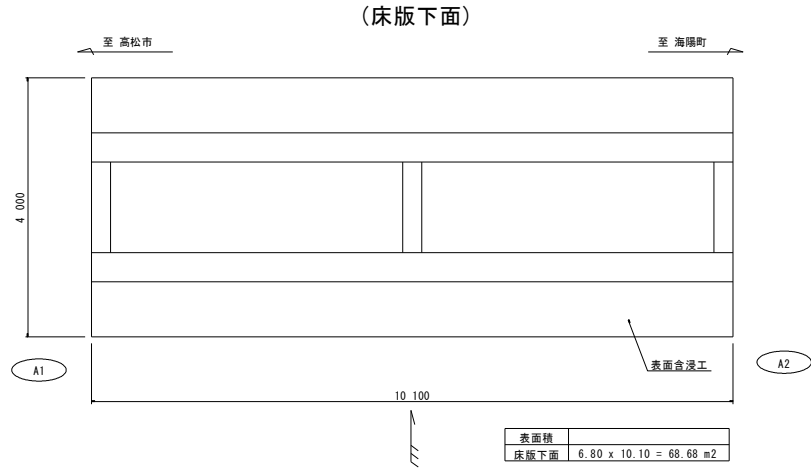 (床版下面)
至 高松市
至 海陽町
4 000
表面含浸工
A1
A2
10 100
表面積
床版下面 6.80 x 10.10 = 68.68 m2